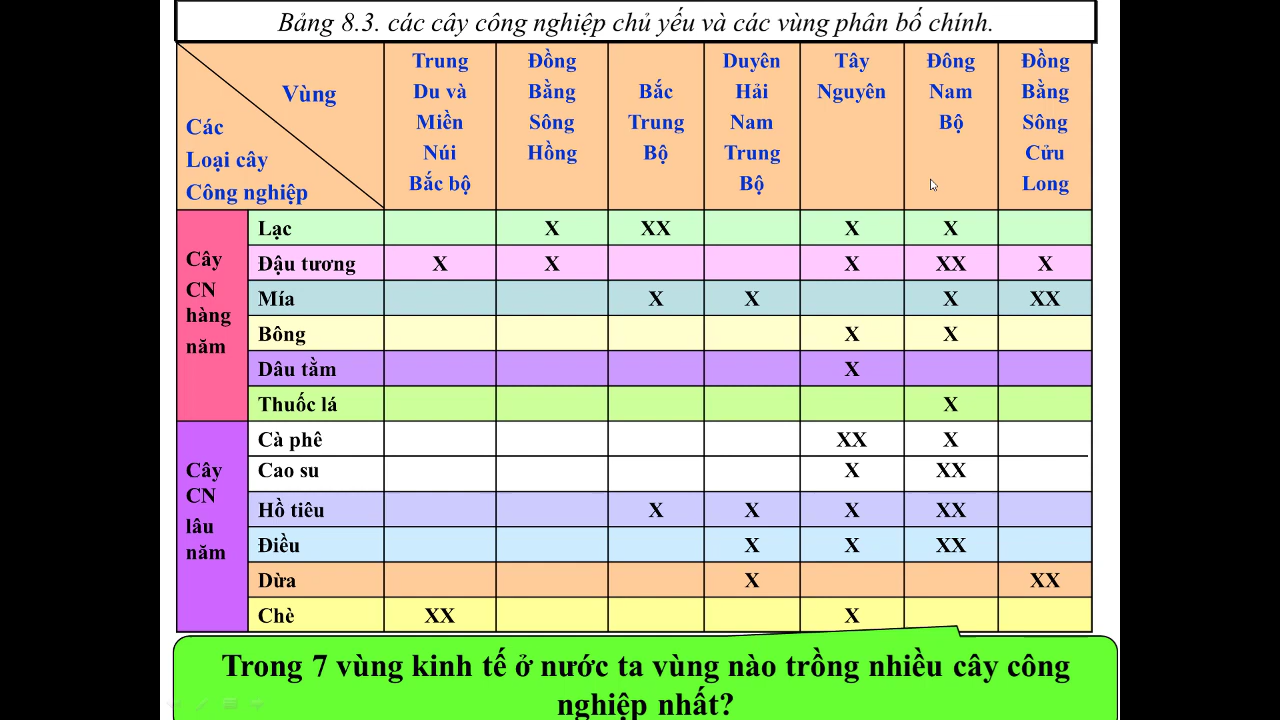 Bảng 8.3. các cây công nghiệp chủ yếu và các vùng phân bố chính.
Vùng
Các
Loại cây
Công nghiệp
Trung
Du và
Miền
Núi
Bắc bộ
Đồng
Bằng
Sông
Hồng
Bắc
Trung
Bộ
Duyên
Hải
Nam
Trung
Bộ
Tây
Nguyên
Đông
Nam
Bộ
Đồng
Bằng
Sông
Cửu
Long
Cây
CN
hàng
năm
Lạc X XX X X
Đậu tương X X X XX X
Mía X X X XX
Bông X X
Dâu tằm X
Thuốc lá X
Cây
CN
lâu
năm
Cà phê XX X
Cao su X XX
Hồ tiêu X X X XX
Điều X X XX
Dừa X XX
Chè XX X
Trong 7 vùng kinh tế ở nước ta vùng nào trồng nhiều cây công
nghiệp nhất?